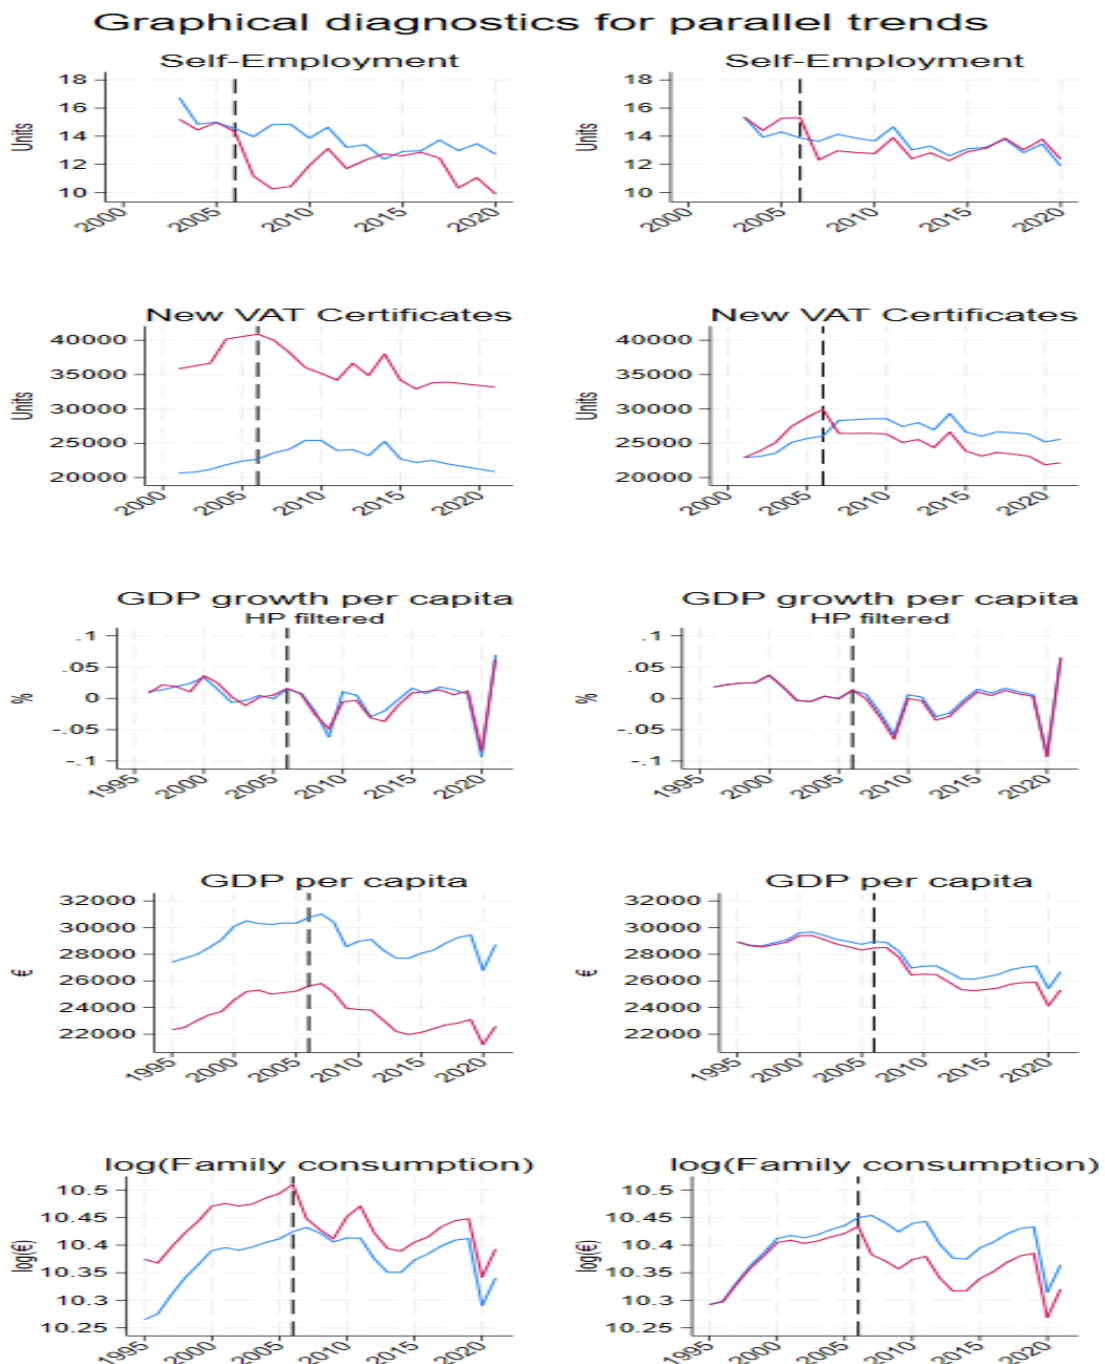 Graphical diagnostics for parallel trends
Self-Employment
Units
18
16
14
12
10
2000 2005 2010 2015 2020
Self-Employment
Units
18
16
14
12
10
2000 2005 2010 2015 2020
New VAT Certificates
Units
40000
35000
30000
25000
20000
2000 2005 2010 2015 2020
New VAT Certificates
Units
40000
35000
30000
25000
20000
2000 2005 2010 2015 2020
GDP growth per capita
HP filtered
%
.1
.05
0
-.05
-.1
1995 2000 2005 2010 2015 2020
GDP growth per capita
HP filtered
%
.1
.05
0
-.05
-.1
1995 2000 2005 2010 2015 2020
GDP per capita
€
32000
30000
28000
26000
24000
22000
1995 2000 2005 2010 2015 2020
GDP per capita
€
32000
30000
28000
26000
24000
22000
1995 2000 2005 2010 2015 2020
log(Family consumption)
log(€)
10.5
10.45
10.4
10.35
10.3
10.25
1995 2000 2005 2010 2015 2020
log(Family consumption)
log(€)
10.5
10.45
10.4
10.35
10.3
10.25
1995 2000 2005 2010 2015 2020